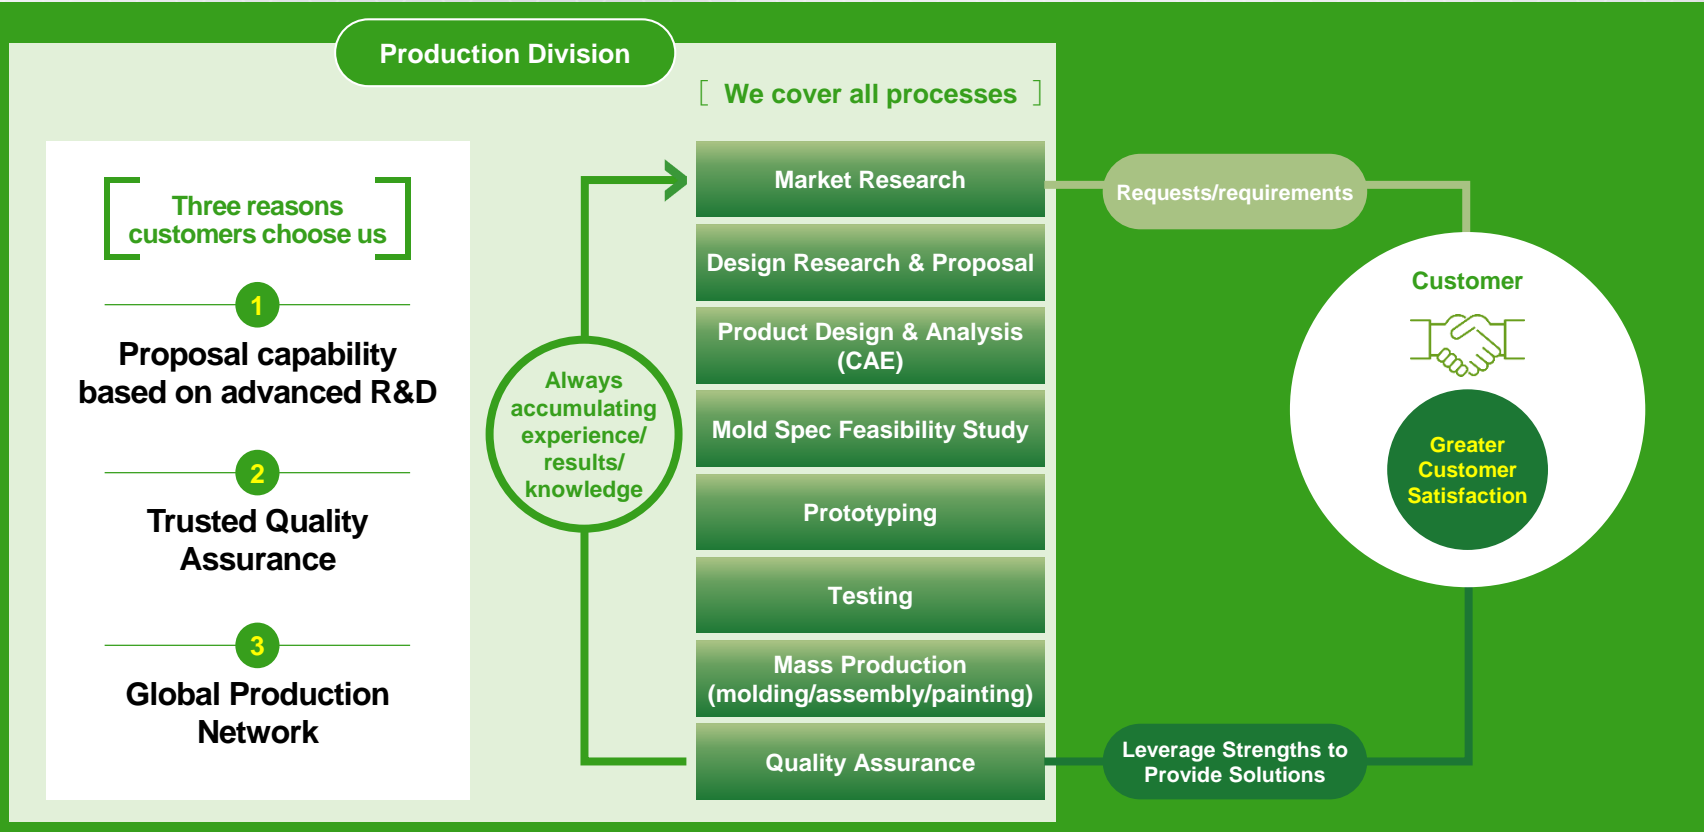 Production Division
[ We cover all processes ]
Three reasons
customers choose us
1
Proposal capability
based on advanced R&D
2
Trusted Quality
Assurance
3
Global Production
Network
Always
accumulating
experience/
results/
knowledge
Market Research
Design Research & Proposal
Product Design & Analysis
(CAE)
Mold Spec Feasibility Study
Prototyping
Testing
Mass Production
(molding/assembly/painting)
Quality Assurance
Requests/requirements
Customer
Greater
Customer
Satisfaction
Leverage Strengths to
Provide Solutions